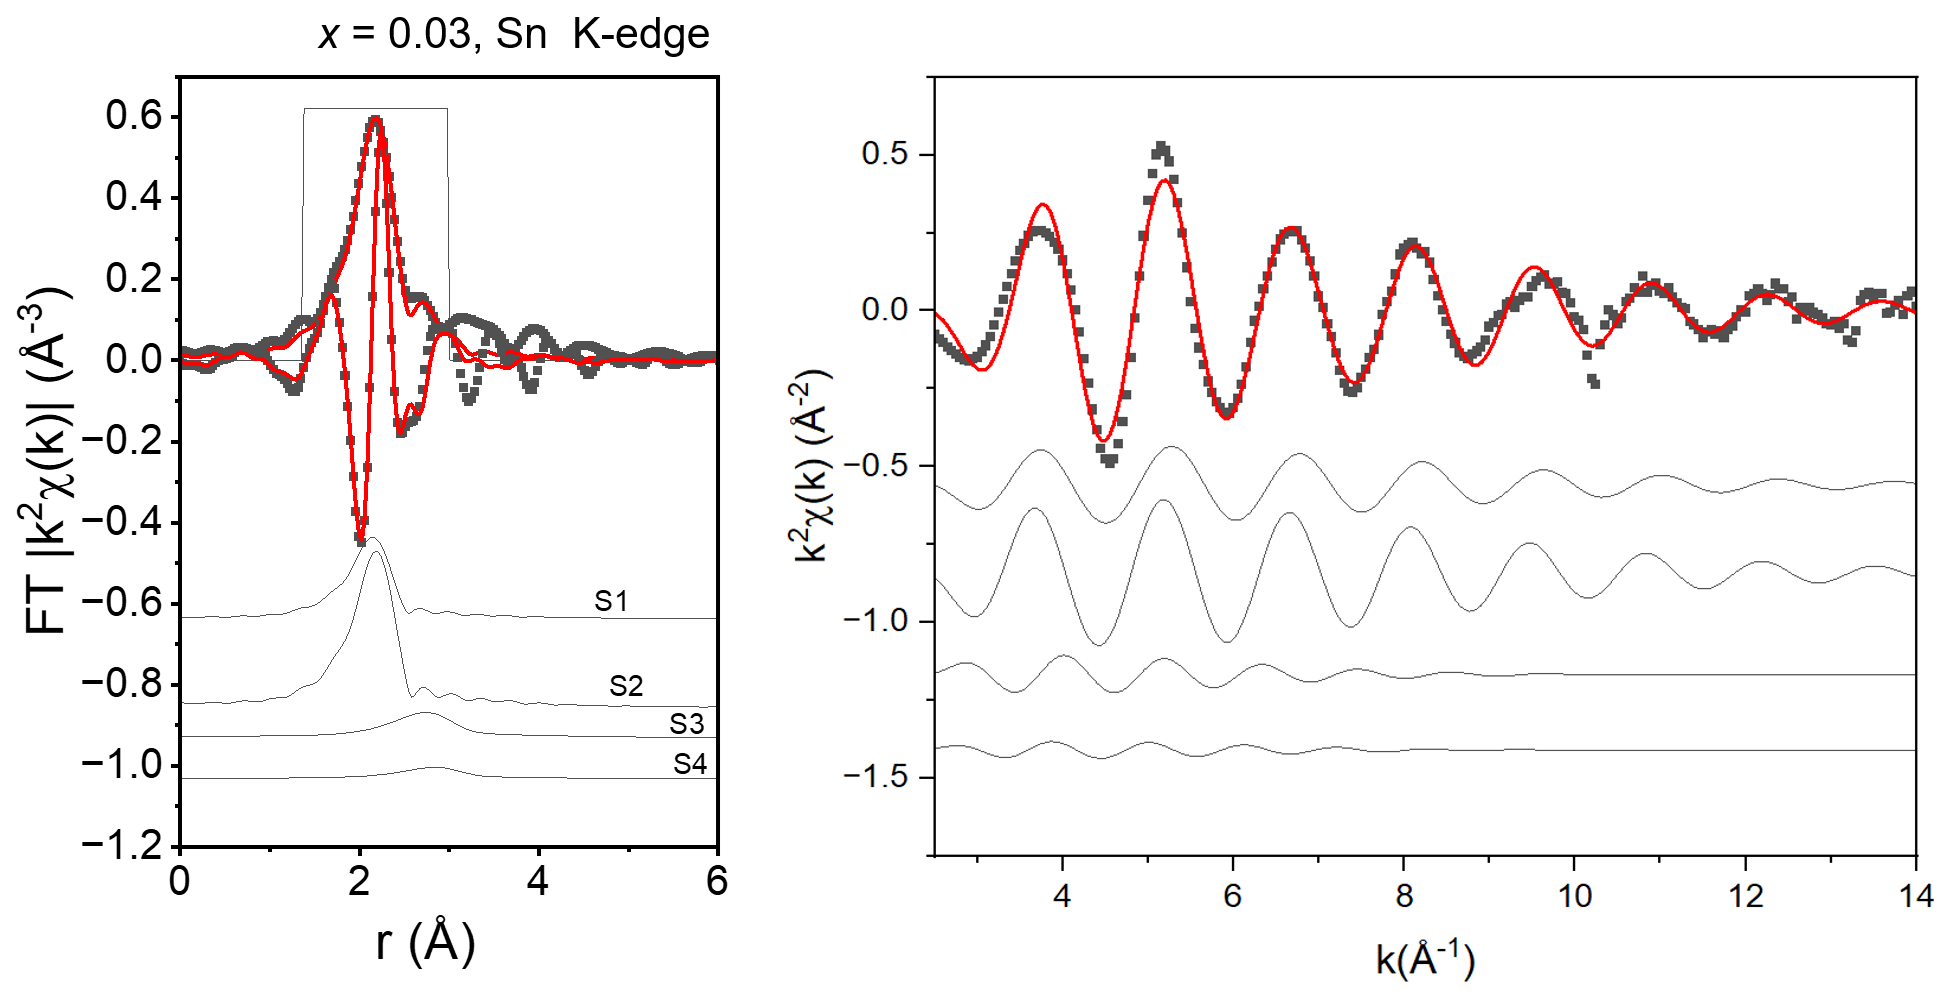 x = 0.03, Sn K-edge
FT |k²χ(k)| (Å⁻³)
0.6
0.4
0.2
0.0
−0.2
−0.4
−0.6
−0.8
−1.0
−1.2
S1
S2
S3
S4
0 2 4 6
r (Å)
k²χ(k) (Å⁻²)
0.5
0.0
−0.5
−1.0
−1.5
4 6 8 10 12 14
k(Å⁻¹)